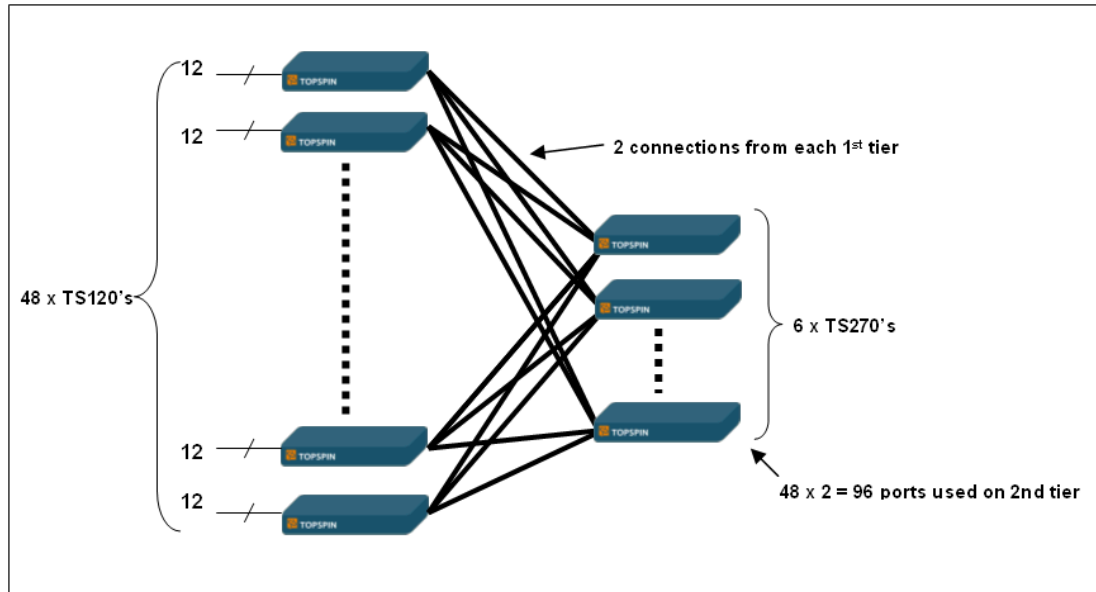 12
TOPSPIN
12
TOPSPIN
2 connections from each 1st tier
TOPSPIN
48 x TS120's
TOPSPIN
6 x TS270's
TOPSPIN
12
TOPSPIN
48 x 2 = 96 ports used on 2nd tier
12
TOPSPIN